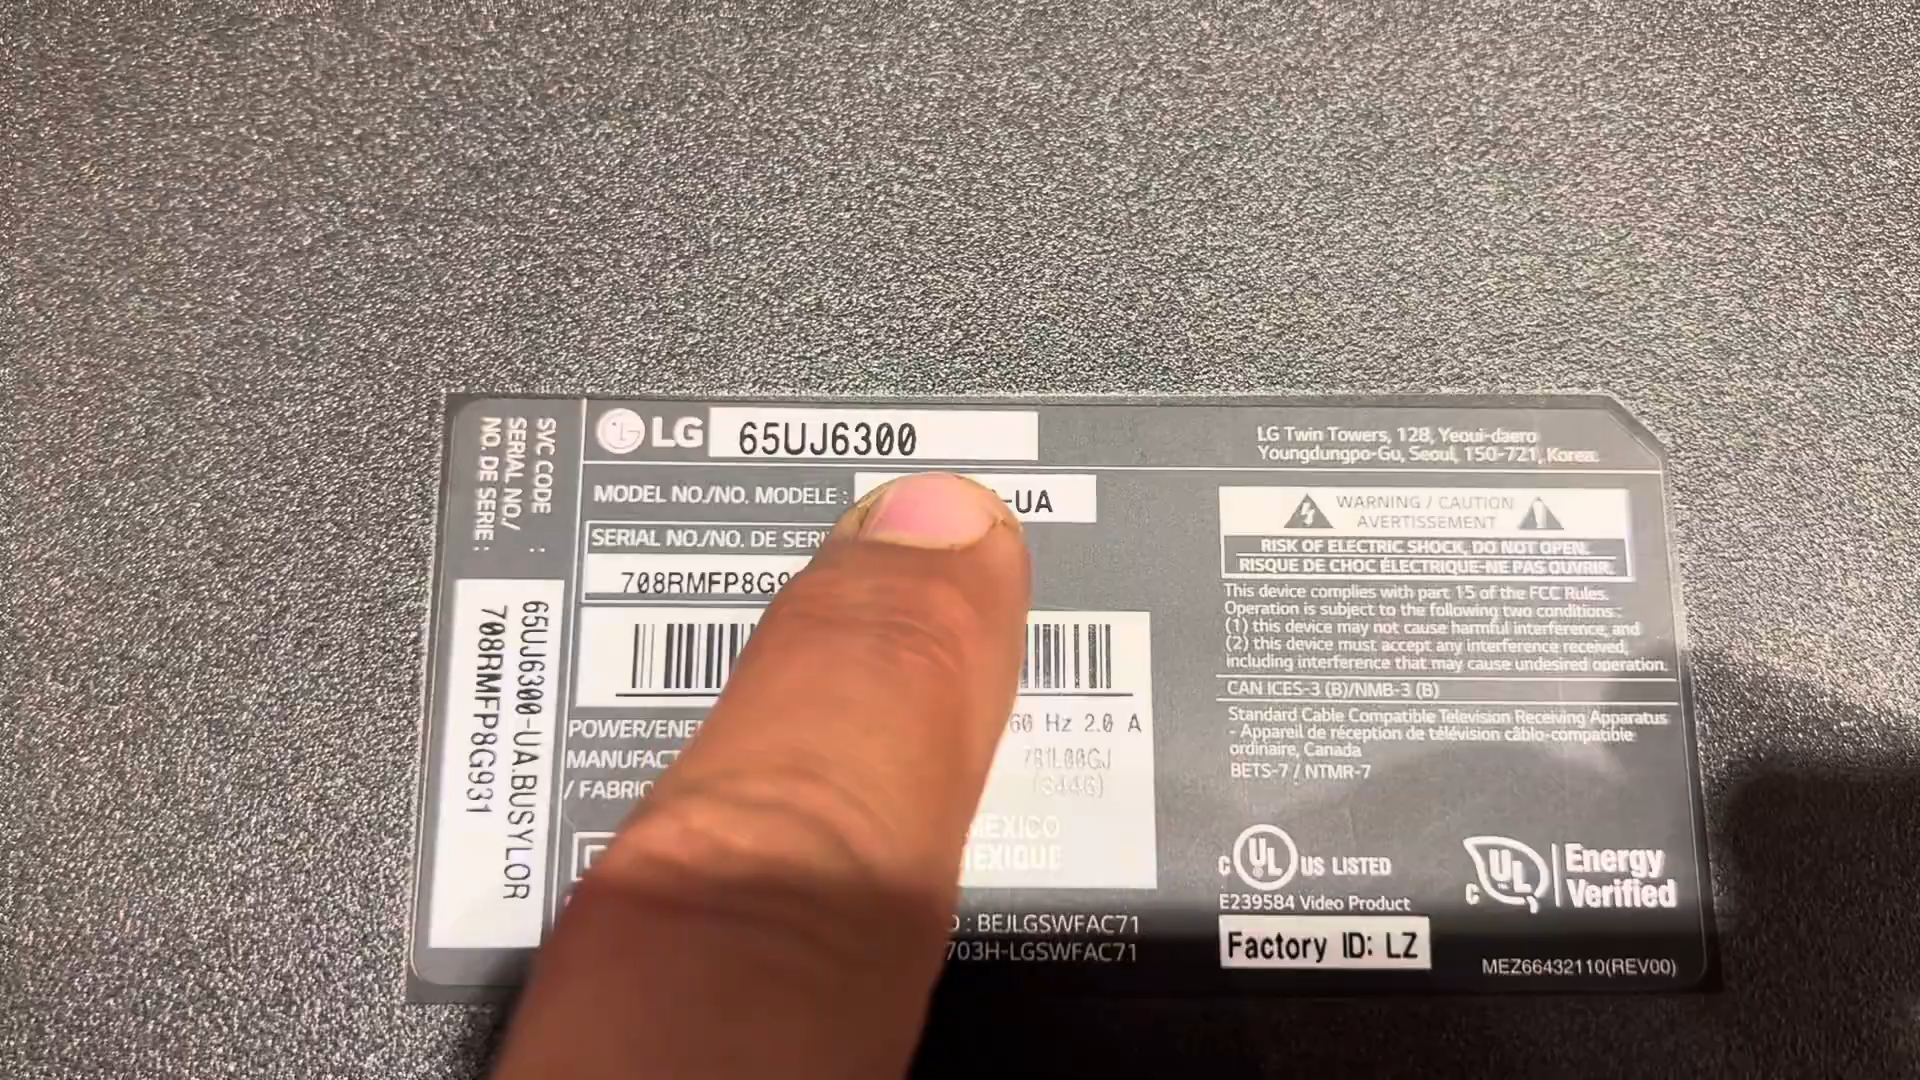 SVC CODE :
SERIAL NO./
NO. DE SERIE :
65UJ6300-UA.BUSYLOR
708RMFP8G931
LG 65UJ6300
MODEL NO./NO. MODELE : -UA
SERIAL NO./NO. DE
708RMFP8G9
60 Hz 2.0 A
MEXICO
MEXIQUE
: BEJLGSWFAC71
703H-LGSWFAC71
LG Twin Towers, 128, Yeoui-daero
Youngdungpo-Gu, Seoul, 150-721, Korea
WARNING / CAUTION
AVERTISSEMENT
RISK OF ELECTRIC SHOCK, DO NOT OPEN.
RISQUE DE CHOC ÉLECTRIQUE-NE PAS OUVRIR.
This device complies with part 15 of the FCC Rules.
Operation is subject to the following two conditions :
(1) this device may not cause harmful interference, and
(2) this device must accept any interference received,
including interference that may cause undesired operation.
CAN ICES-3 (B)/NMB-3 (B)
Standard Cable Compatible Television Receiving Apparatus
- Appareil de réception de télévision câblo-compatible
ordinaire, Canada
BETS-7 / NTMR-7
c UL US LISTED
E239584 Video Product
c UL Energy
Verified
Factory ID: LZ
MEZ66432110(REV00)